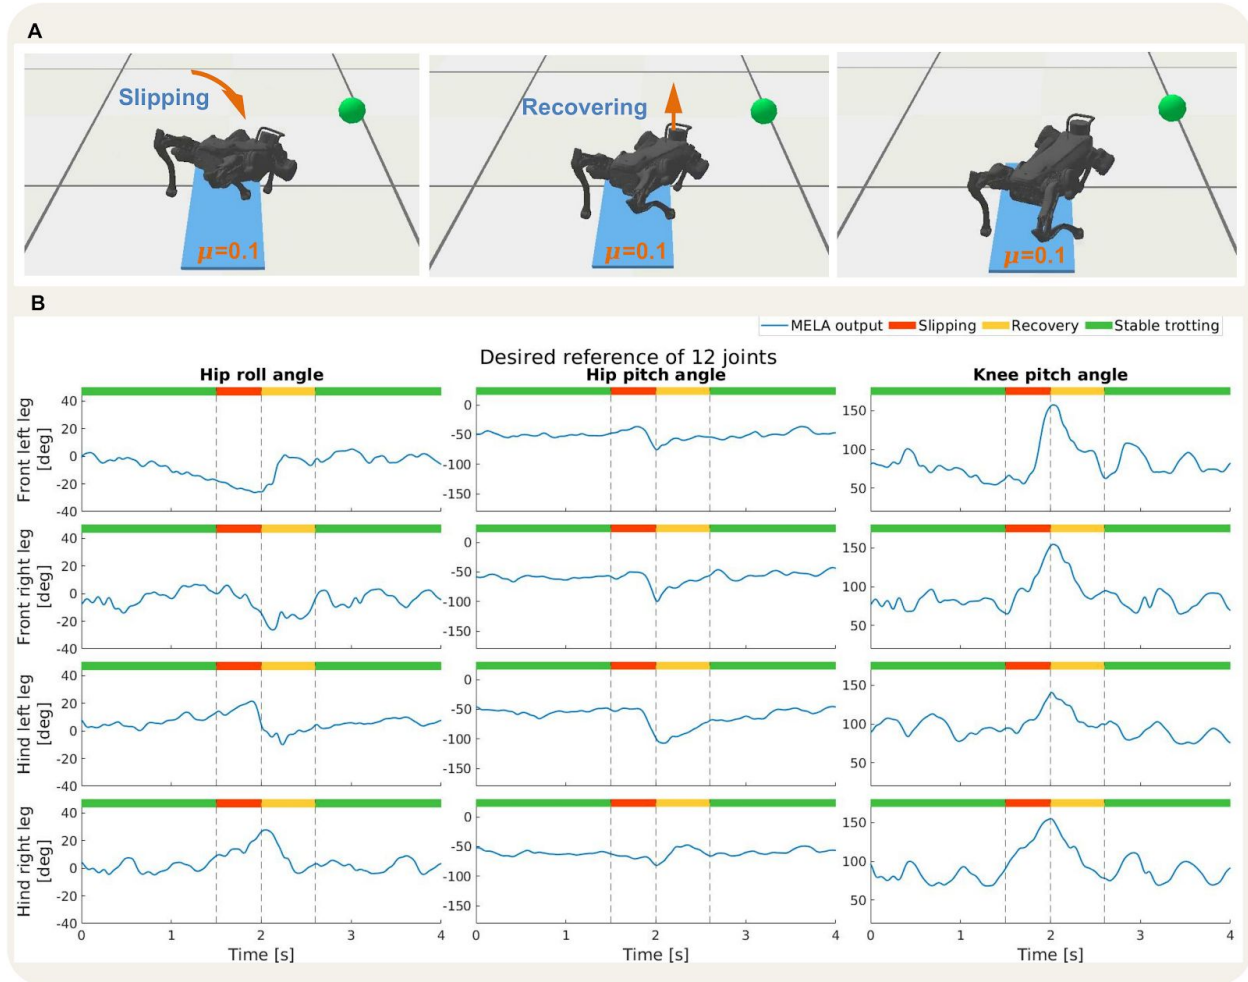 A
Slipping
μ=0.1
Recovering
μ=0.1
μ=0.1
B
MELA output Slipping Recovery Stable trotting
Desired reference of 12 joints
Hip roll angle Hip pitch angle Knee pitch angle
Front left leg
[deg]
40
20
0
-20
-40
0
-50
-100
-150
150
100
50
Front right leg
[deg]
40
20
0
-20
-40
0
-50
-100
-150
150
100
50
Hind left leg
[deg]
40
20
0
-20
-40
0
-50
-100
-150
150
100
50
Hind right leg
[deg]
40
20
0
-20
-40
0
-50
-100
-150
150
100
50
0 1 2 3 4 0 1 2 3 4 0 1 2 3 4
Time [s] Time [s] Time [s]